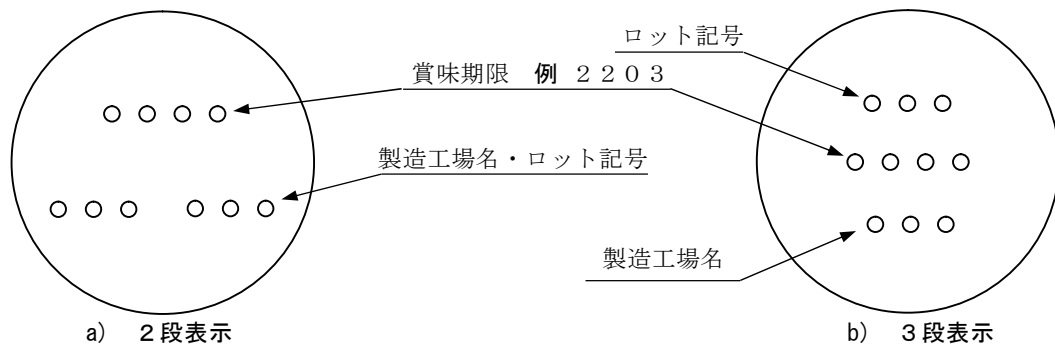 ロット記号
賞味期限　例　２２０３
製造工場名・ロット記号
製造工場名
a)　２段表示
b)　３段表示